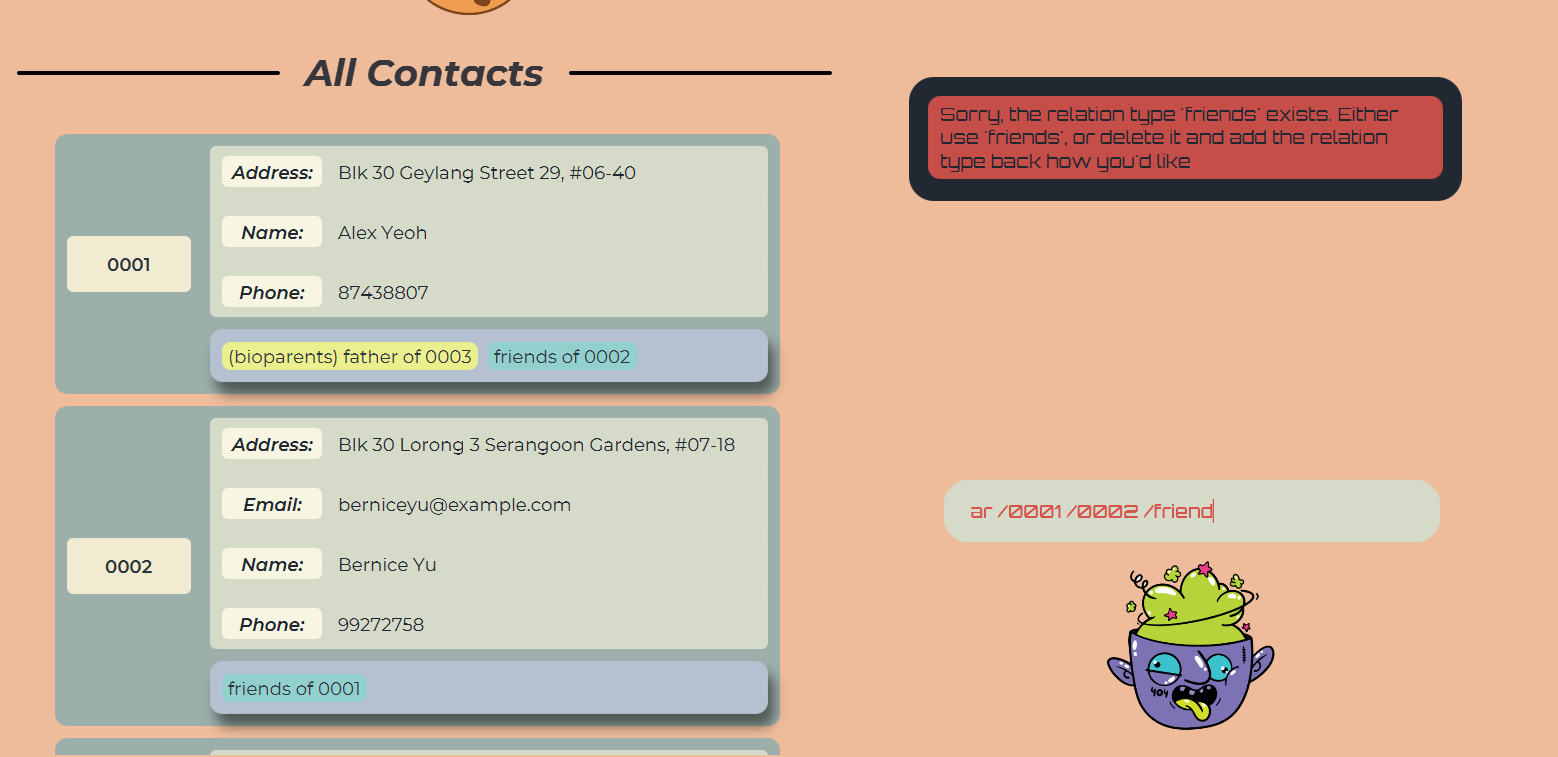 All Contacts
0001
Address: Blk 30 Geylang Street 29, #06-40
Name: Alex Yeoh
Phone: 87438807
(bioparents) father of 0003 friends of 0002
0002
Address: Blk 30 Lorong 3 Serangoon Gardens, #07-18
Email: berniceyu@example.com
Name: Bernice Yu
Phone: 99272758
friends of 0001
Sorry, the relation type 'friends' exists. Either
use 'friends', or delete it and add the relation
type back how you'd like
ar /0001 /0002 /friend
404